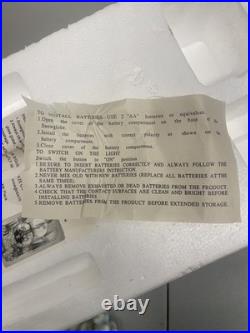 TO INSTALL BATTERIES USE 2 "AA" batteries or equivalent.
1.Open the cover of the battery compartment on the of the
Snowglobe.
2.Install the batteries with correct polarity as shown on the
battery compartment.
3.Close cover of the battery compartment.
TO SWITCH ON THE LIGHT
Switch the button to "ON" position
1.BE SURE TO INSERT BATTERIES CORRECTLY AND ALWAYS FOLLOW THE
BATTERY MANUFACTURERS INSTRUCTION.
2.NEVER MIX OLD WITH NEW BATTERIES (REPLACE ALL BATTERIES AT THE
SAME TIME)
3.ALWAYS REMOVE EXHAUSTED OR DEAD BATTERIES FROM THE PRODUCT.
4.CHECK THAT THE CONTACT SURFACES ARE CLEAN AND BRIGHT BEFORE
INSTALLING BATTERIES
5.REMOVE BATTERIES FROM THE PRODUCT BEFORE EXTENDED STORAGE.